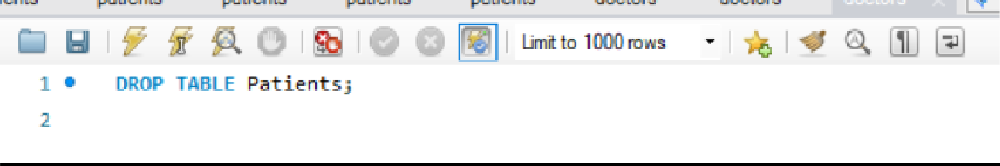 patients patients patients patients doctors doctors doctors
Limit to 1000 rows
1 DROP TABLE Patients;
2